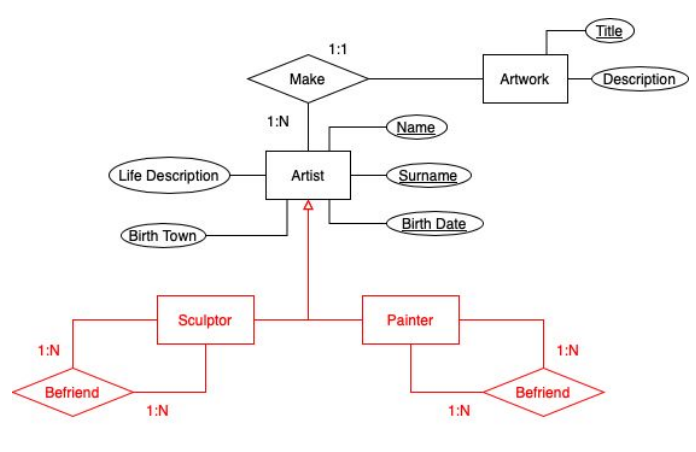 Title
1:1
Make
Artwork
Description
1:N
Name
Life Description
Artist
Surname
Birth Date
Birth Town
Sculptor
Painter
1:N
1:N
Befriend
Befriend
1:N
1:N